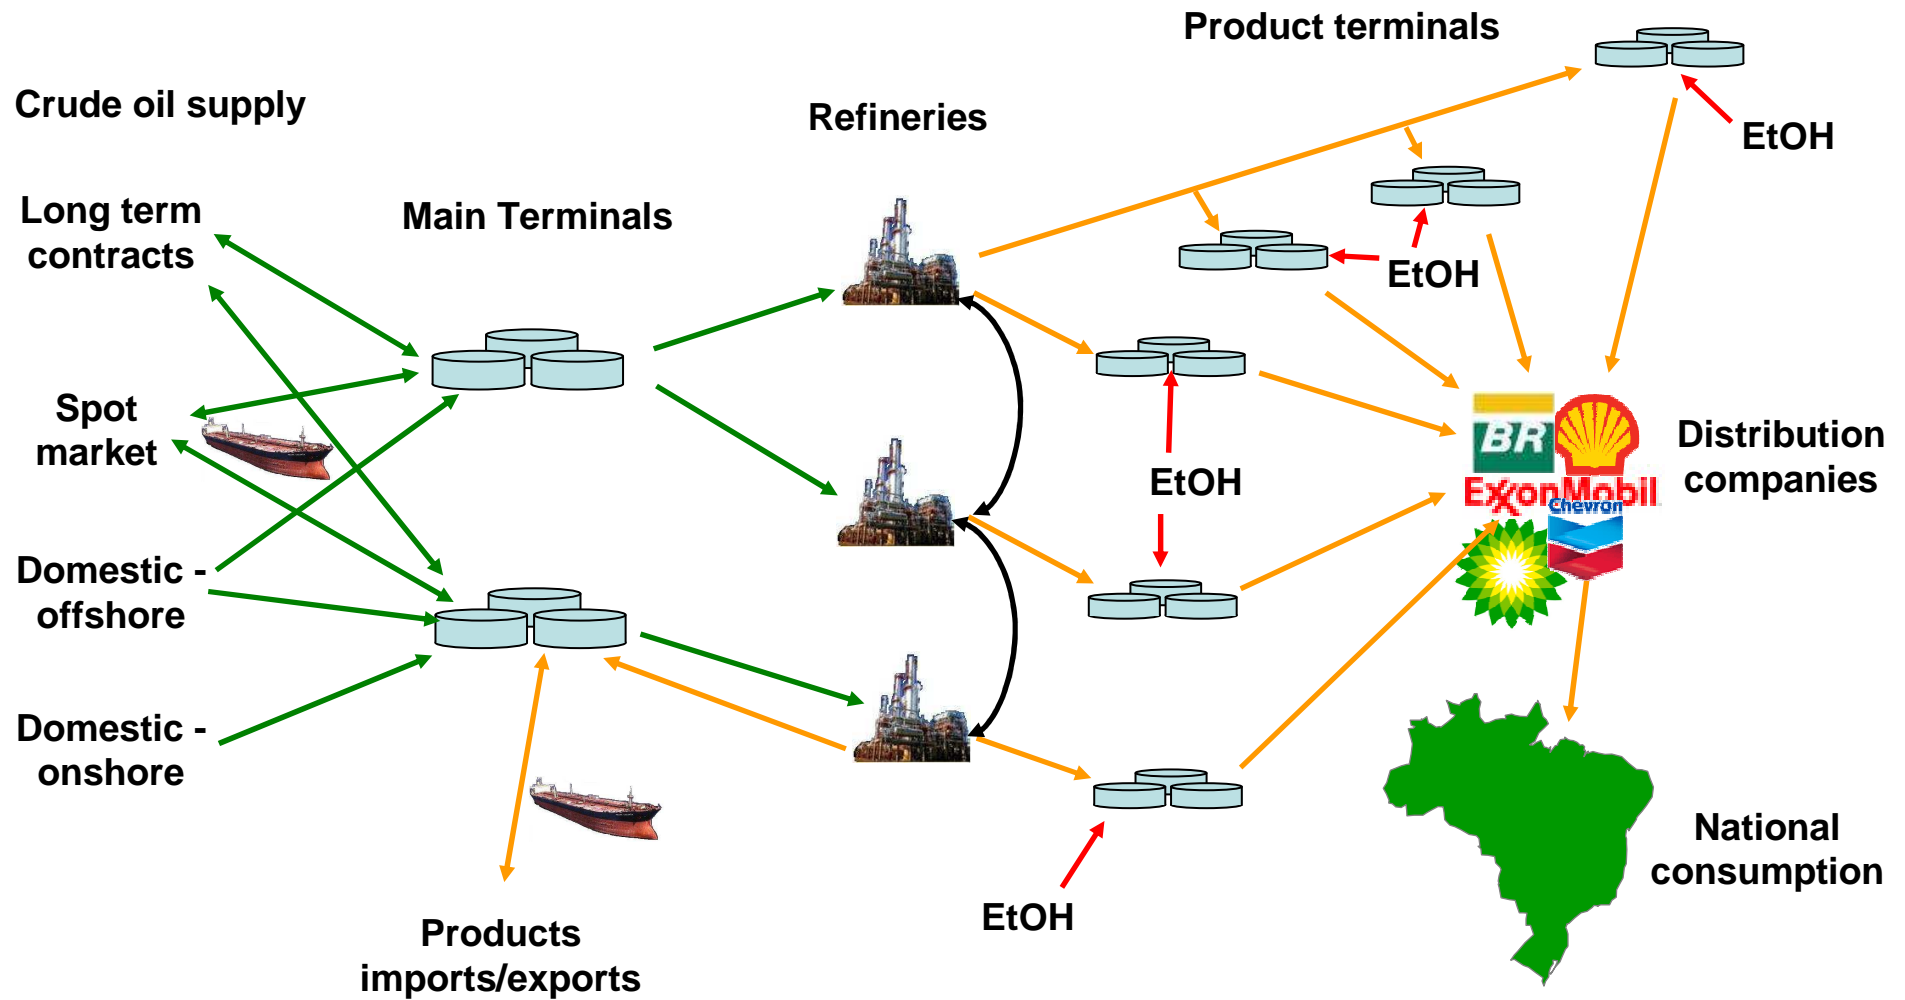 Product terminals
Crude oil supply
Refineries
EtOH
Long term
contracts
Main Terminals
EtOH
Spot
market
BR
Distribution
companies
EtOH
ExxonMobil
Chevron
Domestic -
offshore
Domestic -
onshore
National
consumption
EtOH
Products
imports/exports